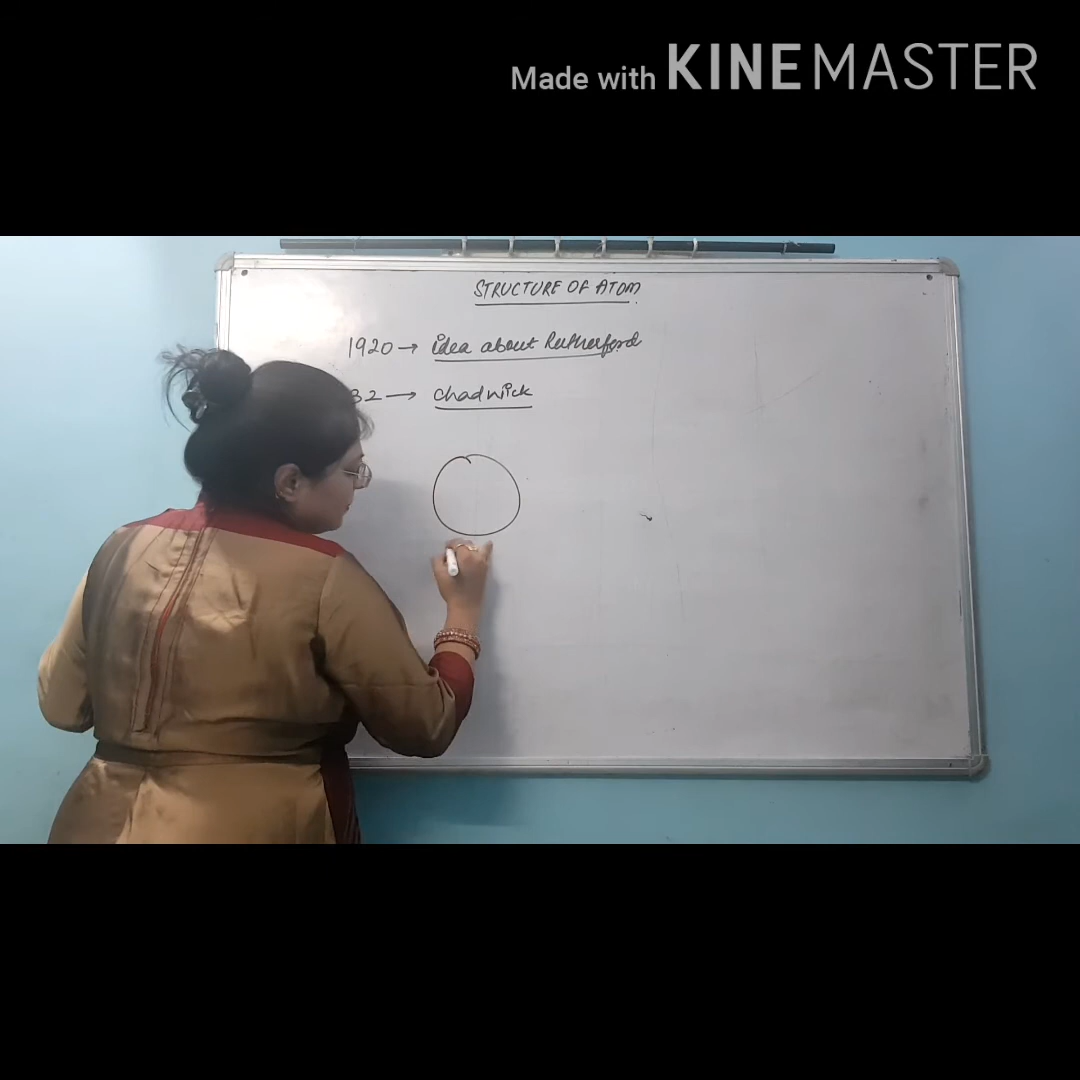 Made with KINEMASTER
STRUCTURE OF ATOM
1920 → idea about Rutherford
32 → Chadwick